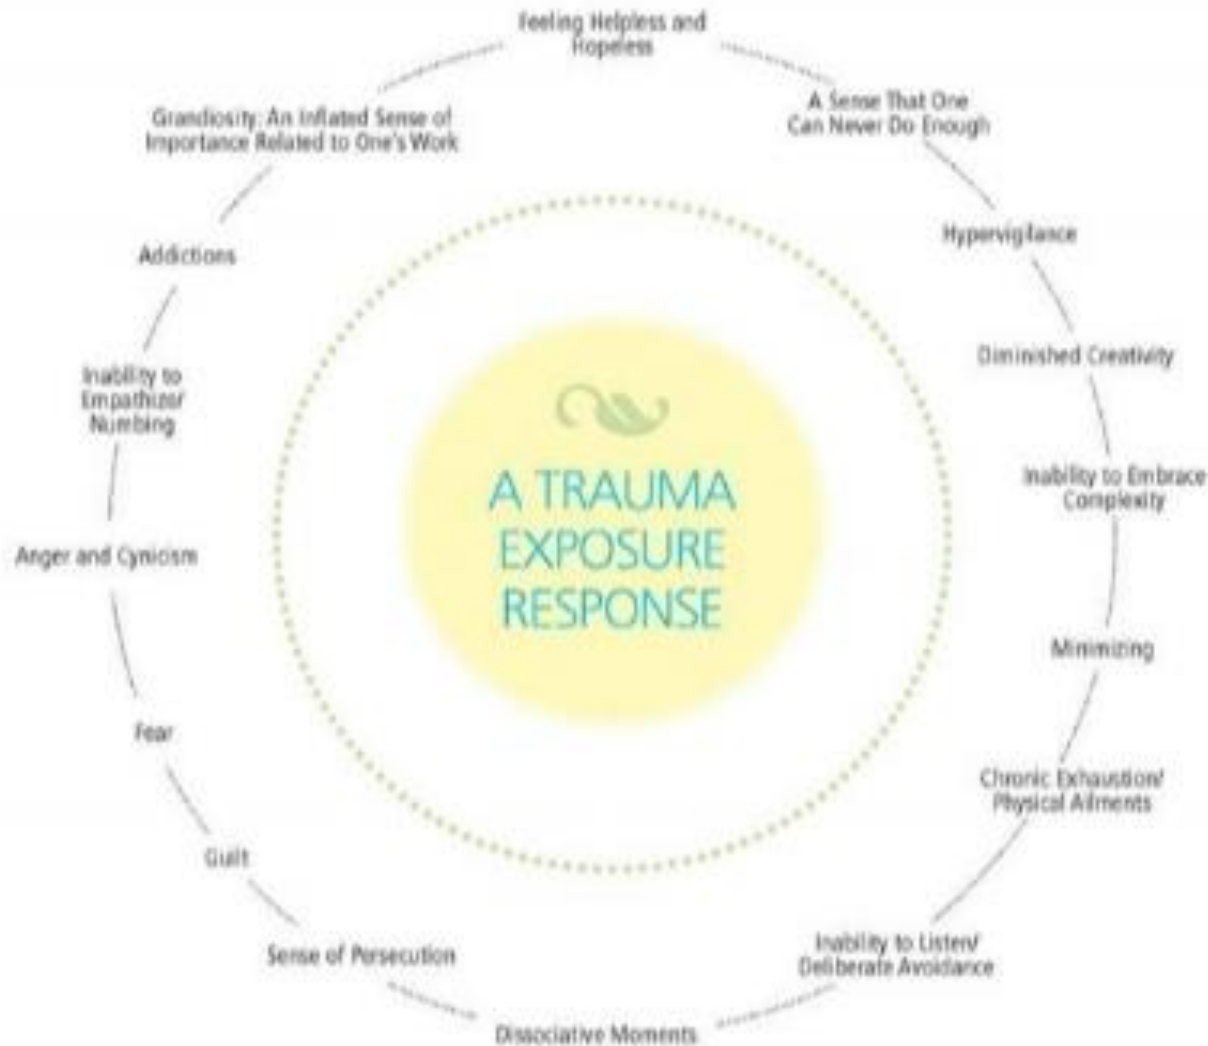 Feeling Helpless and
Hopeless
A Sense That One
Can Never Do Enough
Hypervigilance
Diminished Creativity
Inability to Embrace
Complexity
Minimizing
Chronic Exhaustion/
Physical Ailments
Inability to Listen/
Deliberate Avoidance
Dissociative Moments
Sense of Persecution
Guilt
Fear
Anger and Cynicism
Inability to
Empathize/
Numbing
Addictions
Grandiosity: An Inflated Sense of
Importance Related to One's Work
A TRAUMA
EXPOSURE
RESPONSE